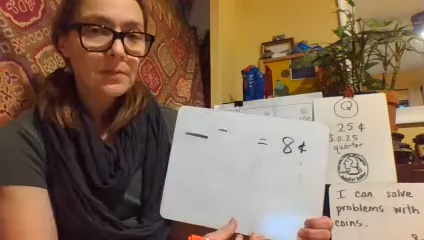 — - = 8¢
Q
25¢
$0.25
quarter
I can solve
problems with
coins..